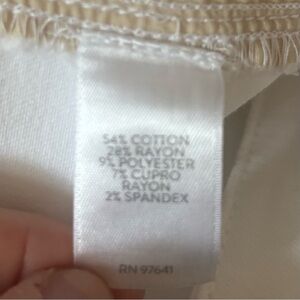 54% COTTON
28% RAYON
9% POLYESTER
7% CUPRO
RAYON
2% SPANDEX
RN 97641